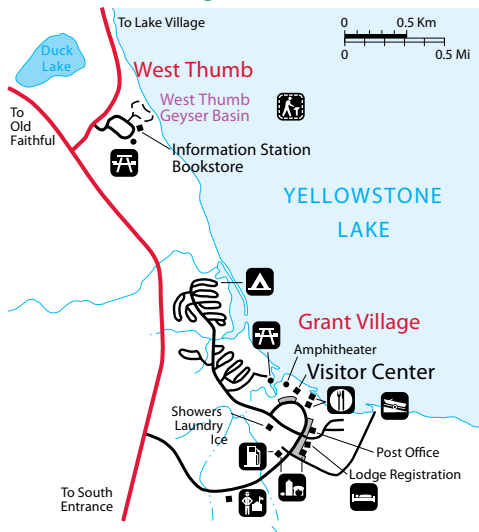 To Lake Village
0 0.5 Km
0 0.5 Mi
Duck
Lake
West Thumb
West Thumb
Geyser Basin
To
Old
Faithful
Information Station
Bookstore
YELLOWSTONE
LAKE
Grant Village
Amphitheater
Visitor Center
Showers
Laundry
Ice
Post Office
Lodge Registration
To South
Entrance